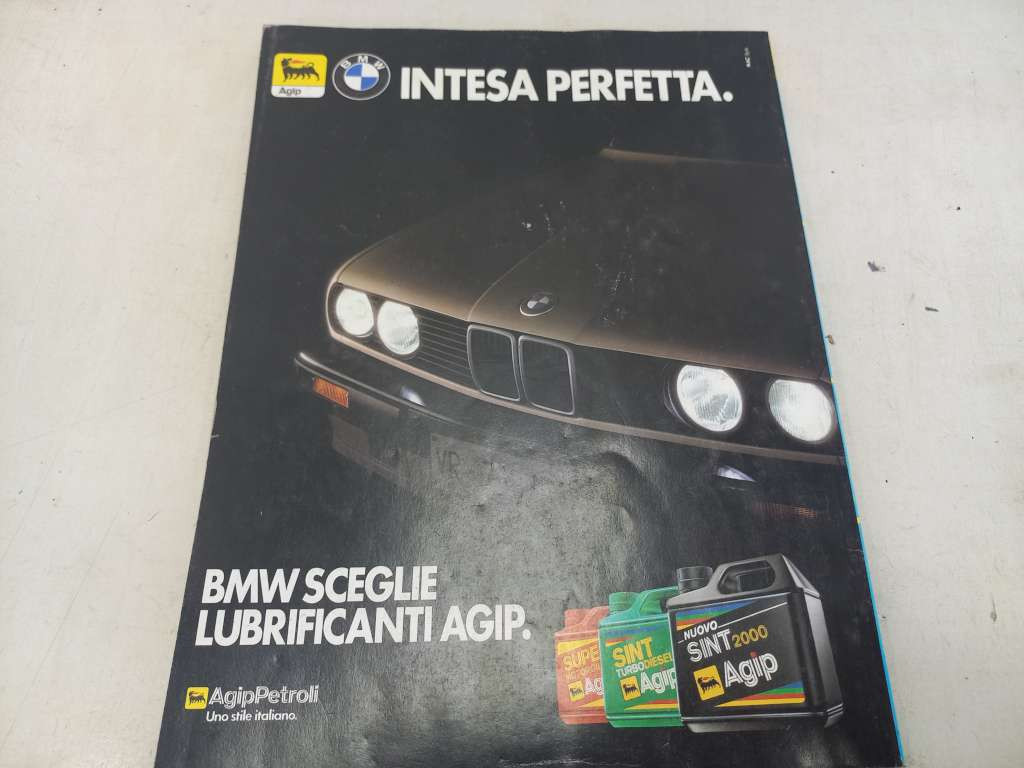 Agip
BMW
INTESA PERFETTA.
VR
BMW SCEGLIE
LUBRIFICANTI AGIP.
AgipPetroli
Uno stile italiano.
SUPER
SINT
TURBODIESEL
Agip
NUOVO
SINT 2000
Agip